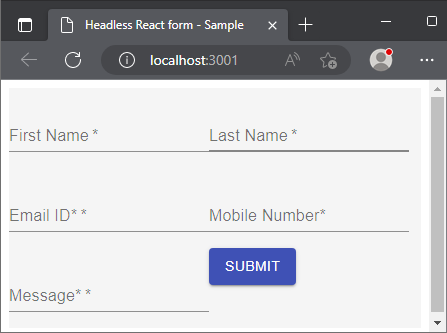 Headless React form - Sample
localhost:3001
First Name *
Last Name *
Email ID* *
Mobile Number*
SUBMIT
Message* *